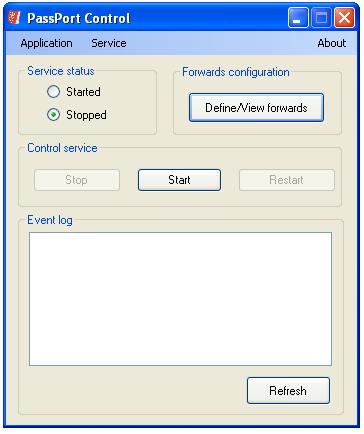 PassPort Control
Application Service About
Service status
Started
Stopped
Forwards configuration
Define/View forwards
Control service
Stop Start Restart
Event log
Refresh